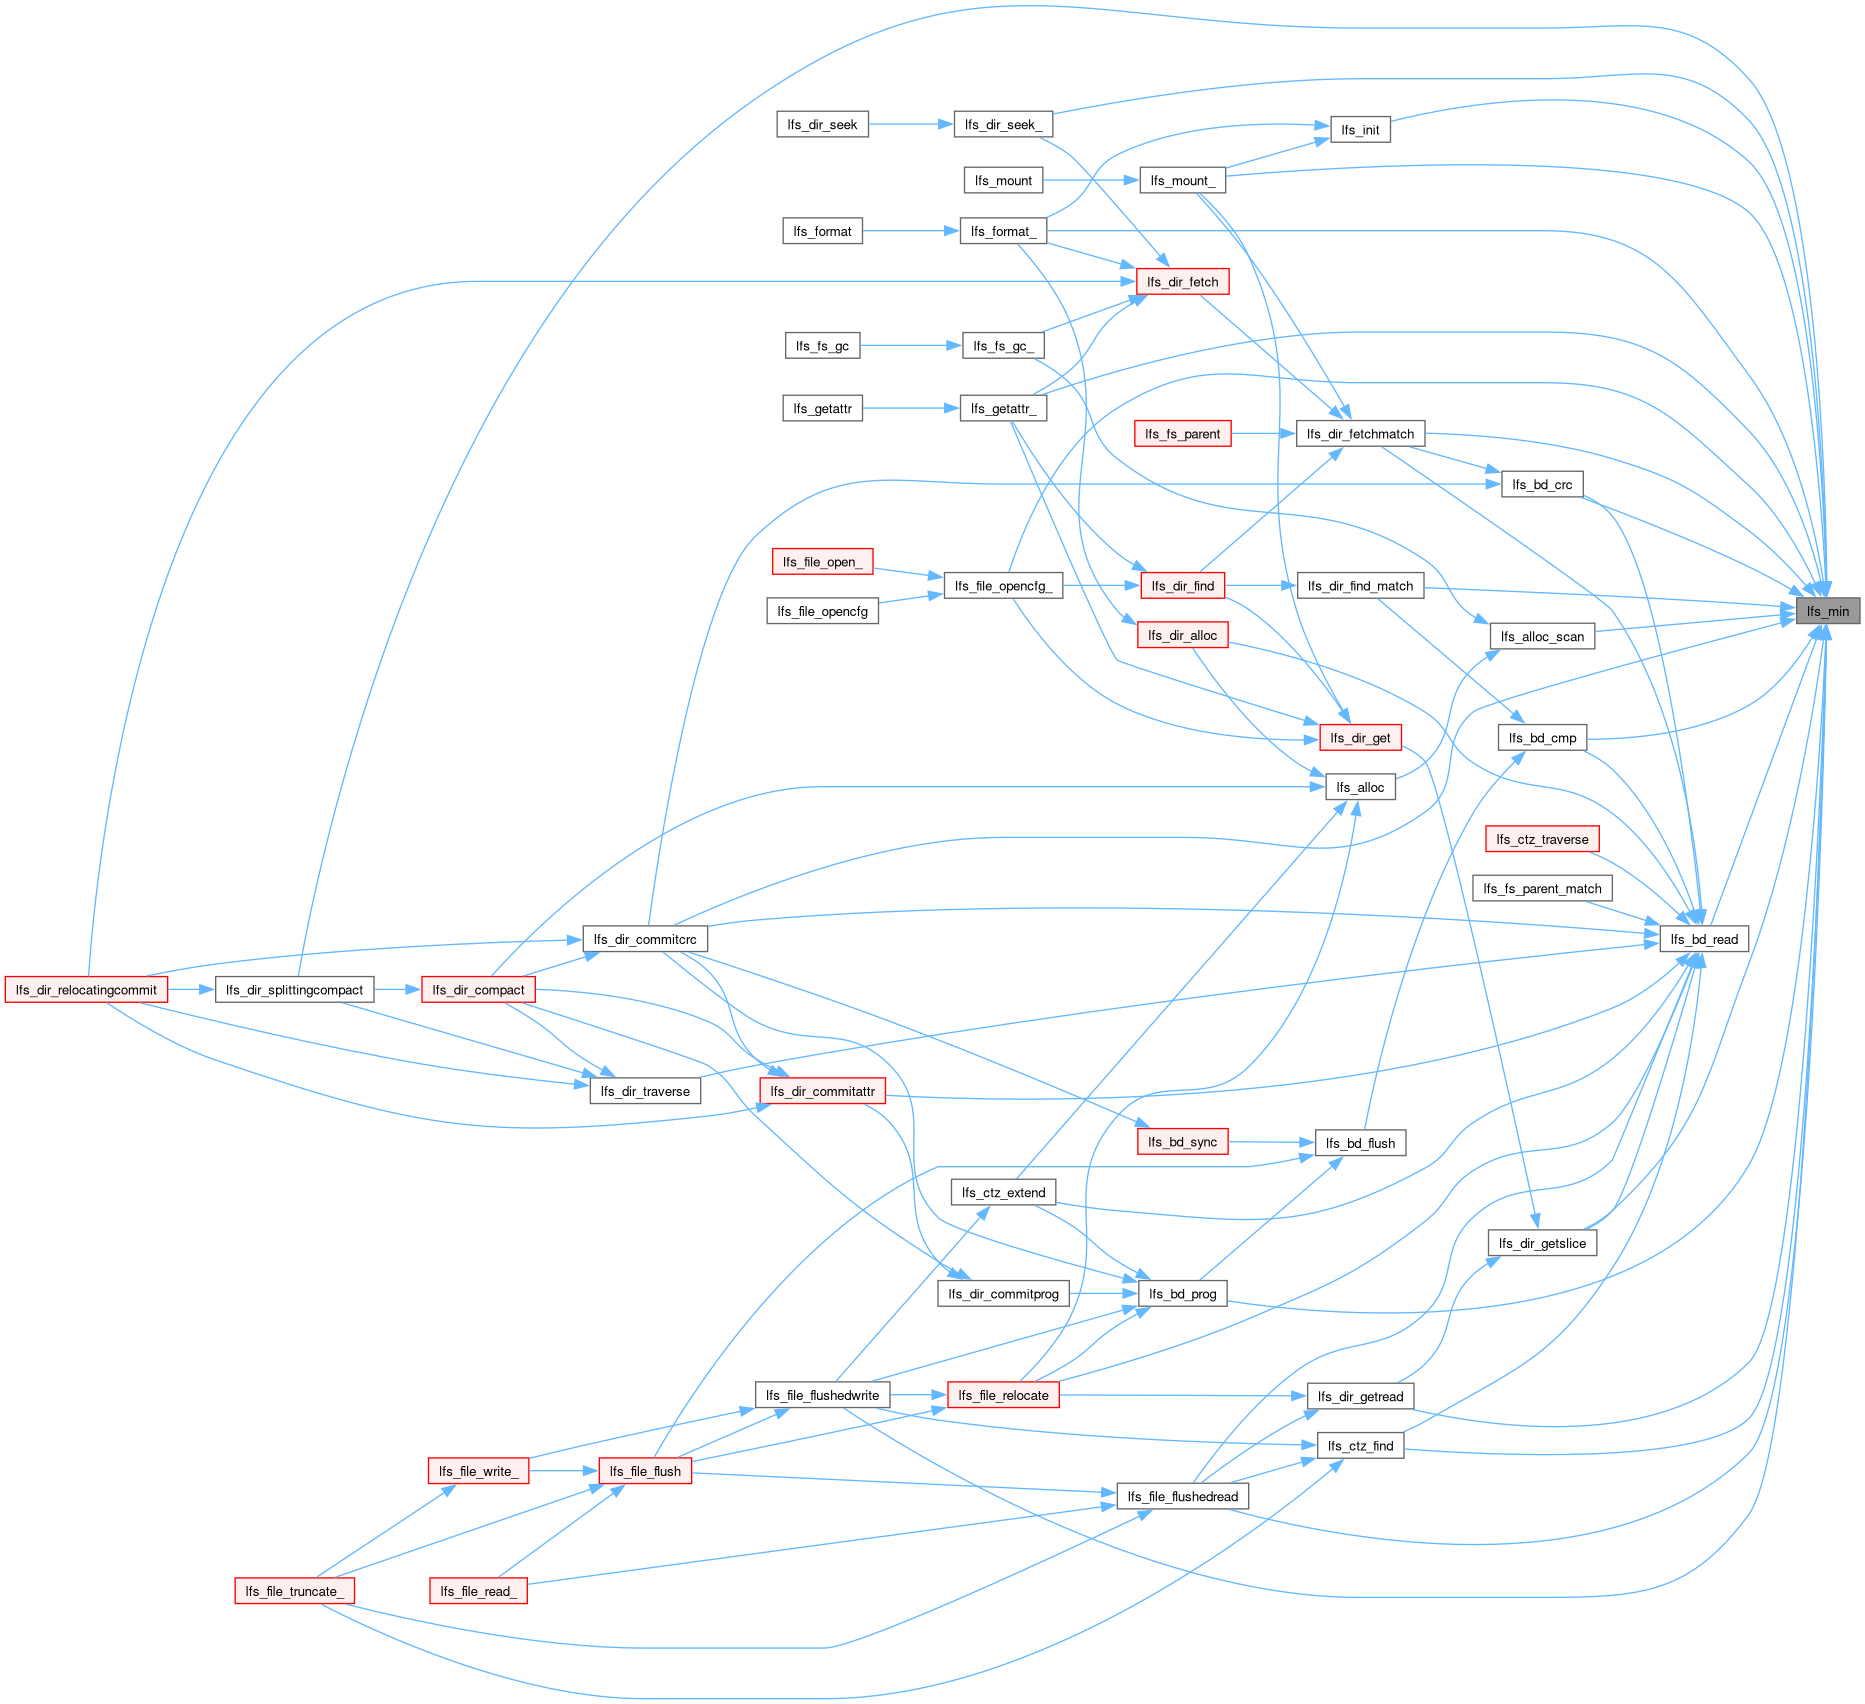 lfs_dir_seek
lfs_dir_seek_
lfs_init
lfs_mount
lfs_mount_
lfs_format
lfs_format_
lfs_dir_fetch
lfs_fs_gc
lfs_fs_gc_
lfs_getattr
lfs_getattr_
lfs_fs_parent
lfs_dir_fetchmatch
lfs_bd_crc
lfs_file_open_
lfs_file_opencfg_
lfs_dir_find
lfs_dir_find_match
lfs_file_opencfg
lfs_min
lfs_dir_alloc
lfs_alloc_scan
lfs_dir_get
lfs_bd_cmp
lfs_alloc
lfs_ctz_traverse
lfs_fs_parent_match
lfs_dir_commitcrc
lfs_bd_read
lfs_dir_relocatingcommit
lfs_dir_splittingcompact
lfs_dir_compact
lfs_dir_traverse
lfs_dir_commitattr
lfs_bd_sync
lfs_bd_flush
lfs_ctz_extend
lfs_dir_getslice
lfs_dir_commitprog
lfs_bd_prog
lfs_file_flushedwrite
lfs_file_relocate
lfs_dir_getread
lfs_ctz_find
lfs_file_write_
lfs_file_flush
lfs_file_flushedread
lfs_file_truncate_
lfs_file_read_